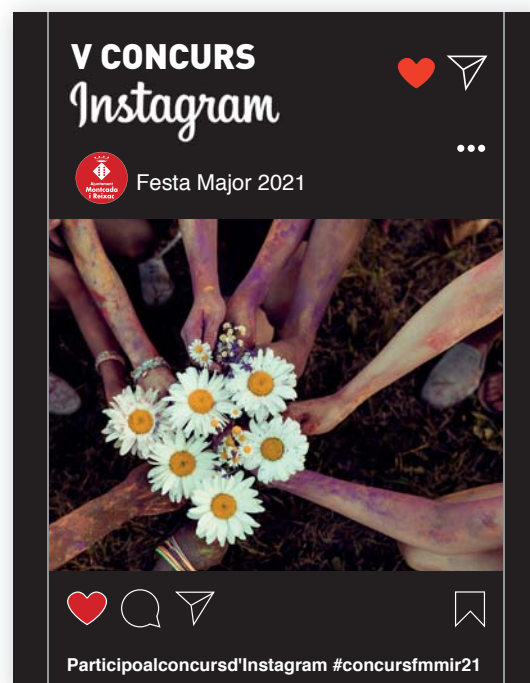 V CONCURS
Instagram
Ajuntament
Montcada
i Reixac
Festa Major 2021
Participoalconcursd'Instagram #concursfmmir21